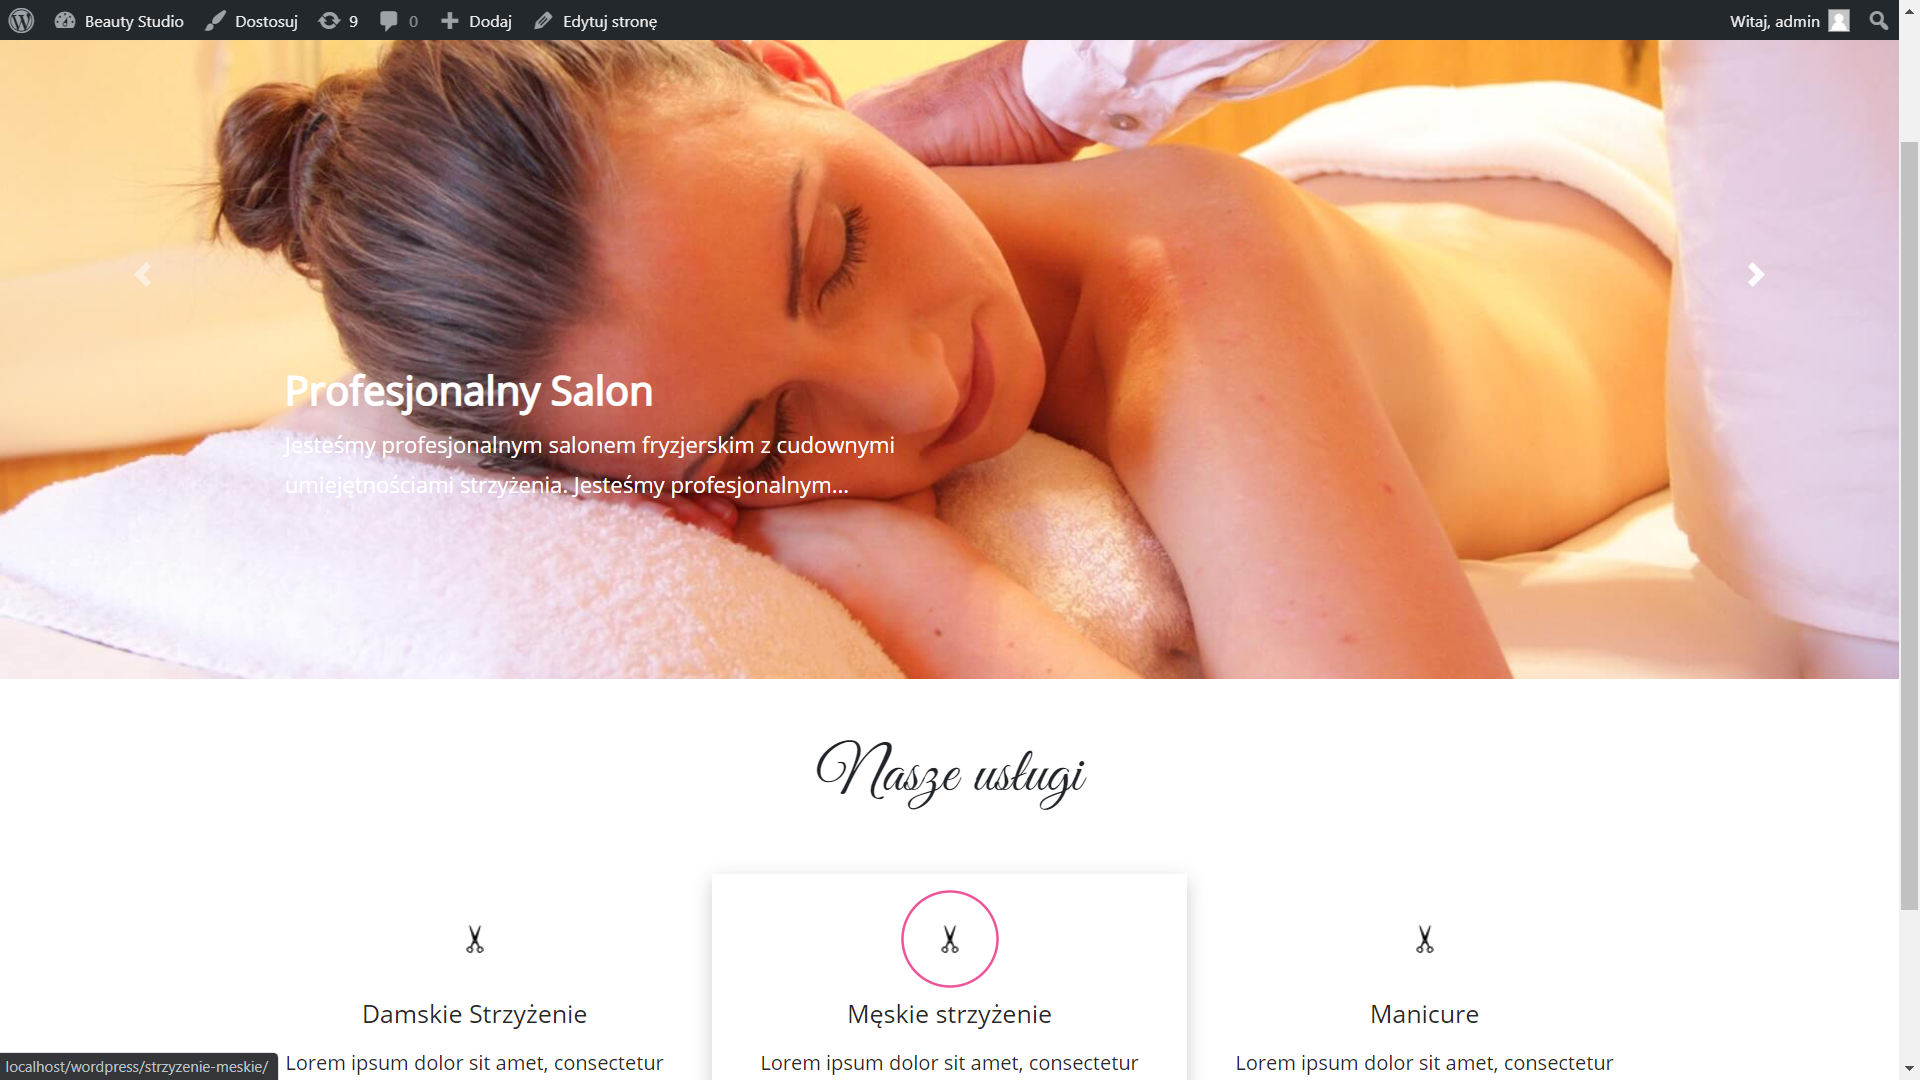 Beauty Studio Dostosuj 9 0 Dodaj Edytuj stronę Witaj, admin
Profesjonalny Salon
Jesteśmy profesjonalnym salonem fryzjerskim z cudownymi
umiejętnościami strzyżenia. Jesteśmy profesjonalnym...
Nasze usługi
Damskie Strzyżenie
Lorem ipsum dolor sit amet, consectetur
Męskie strzyżenie
Lorem ipsum dolor sit amet, consectetur
Manicure
Lorem ipsum dolor sit amet, consectetur
localhost/wordpress/strzyzenie-meskie/